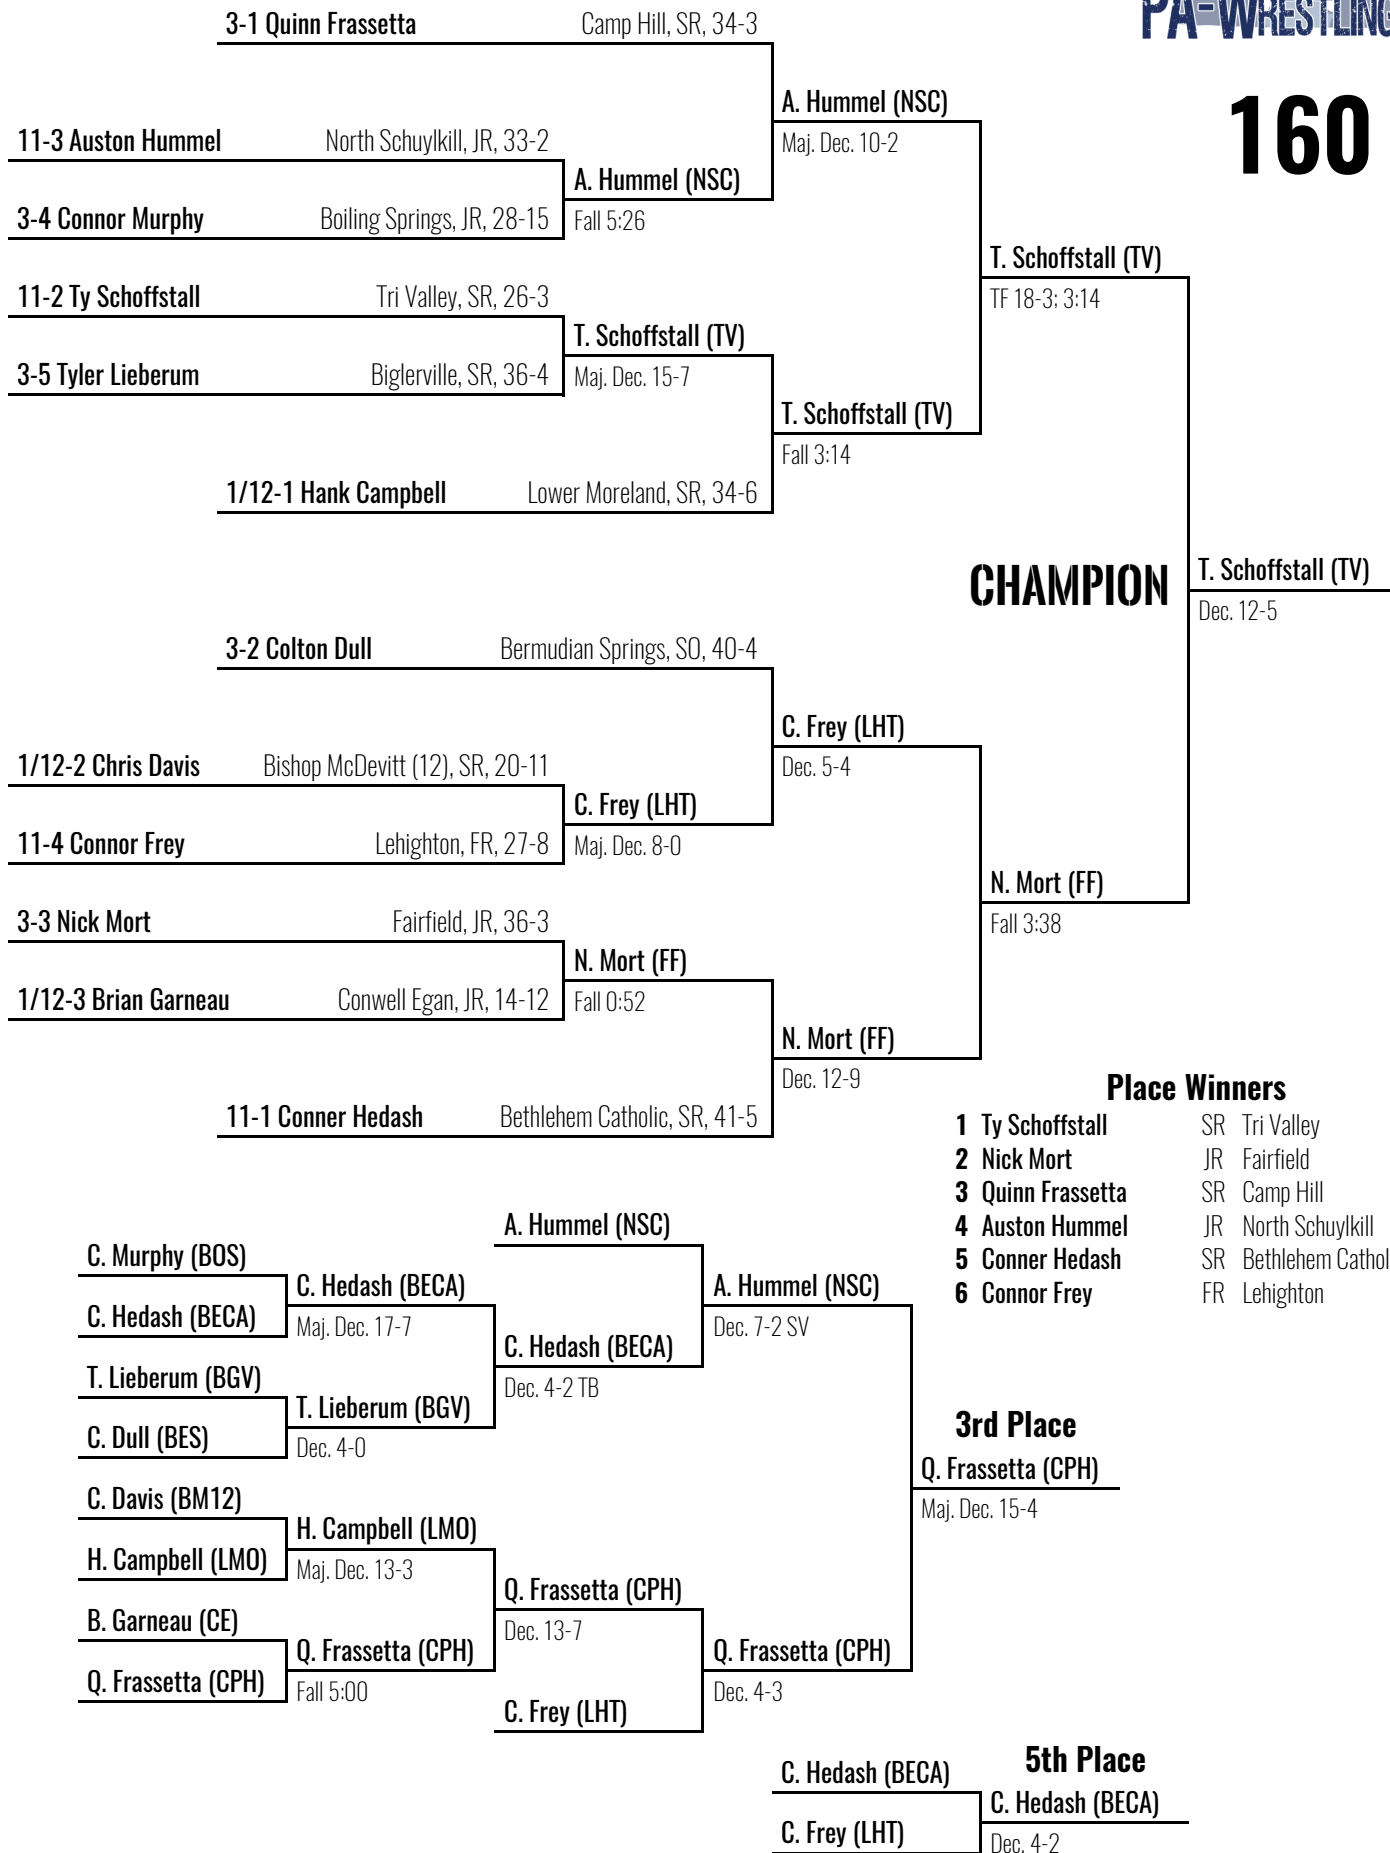 PA-WRESTLING
160
3-1 Quinn Frassetta Camp Hill, SR, 34-3
A. Hummel (NSC)
Maj. Dec. 10-2
11-3 Auston Hummel North Schuylkill, JR, 33-2
A. Hummel (NSC)
Fall 5:26
3-4 Connor Murphy Boiling Springs, JR, 28-15
T. Schoffstall (TV)
TF 18-3; 3:14
11-2 Ty Schoffstall Tri Valley, SR, 26-3
T. Schoffstall (TV)
Maj. Dec. 15-7
3-5 Tyler Lieberum Biglerville, SR, 36-4
T. Schoffstall (TV)
Fall 3:14
1/12-1 Hank Campbell Lower Moreland, SR, 34-6
CHAMPION
T. Schoffstall (TV)
Dec. 12-5
3-2 Colton Dull Bermudian Springs, SO, 40-4
C. Frey (LHT)
Dec. 5-4
1/12-2 Chris Davis Bishop McDevitt (12), SR, 20-11
C. Frey (LHT)
Maj. Dec. 8-0
11-4 Connor Frey Lehighton, FR, 27-8
N. Mort (FF)
Fall 3:38
3-3 Nick Mort Fairfield, JR, 36-3
N. Mort (FF)
Fall 0:52
1/12-3 Brian Garneau Conwell Egan, JR, 14-12
N. Mort (FF)
Dec. 12-9
11-1 Conner Hedash Bethlehem Catholic, SR, 41-5
Place Winners
1 Ty Schoffstall SR Tri Valley
2 Nick Mort JR Fairfield
3 Quinn Frassetta SR Camp Hill
4 Auston Hummel JR North Schuylkill
5 Conner Hedash SR Bethlehem Cathol
6 Connor Frey FR Lehighton
A. Hummel (NSC)
C. Murphy (BOS)
C. Hedash (BECA)
Maj. Dec. 17-7
C. Hedash (BECA)
A. Hummel (NSC)
Dec. 7-2 SV
C. Hedash (BECA)
Dec. 4-2 TB
T. Lieberum (BGV)
T. Lieberum (BGV)
Dec. 4-0
C. Dull (BES)
3rd Place
Q. Frassetta (CPH)
Maj. Dec. 15-4
C. Davis (BM12)
H. Campbell (LMO)
Maj. Dec. 13-3
H. Campbell (LMO)
Q. Frassetta (CPH)
Dec. 13-7
B. Garneau (CE)
Q. Frassetta (CPH)
Fall 5:00
Q. Frassetta (CPH)
Q. Frassetta (CPH)
Dec. 4-3
C. Frey (LHT)
5th Place
C. Hedash (BECA)
C. Hedash (BECA)
Dec. 4-2
C. Frey (LHT)